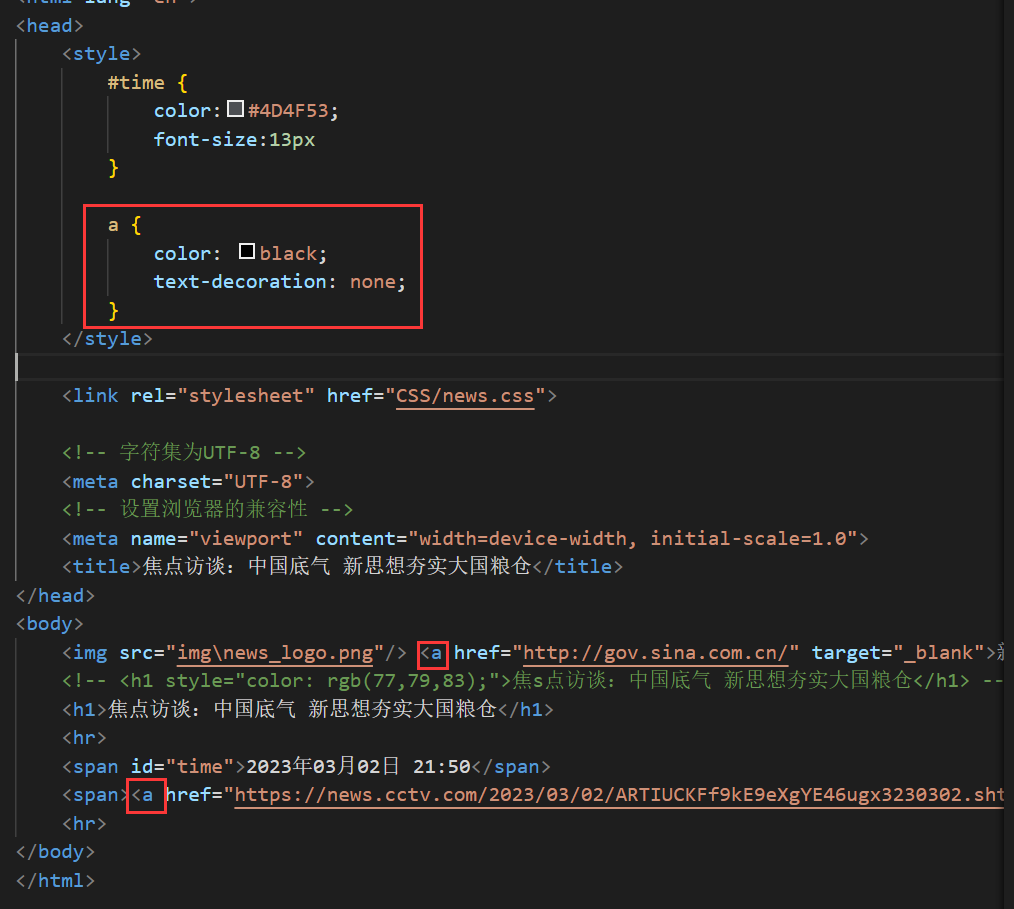 <head>
<style>
#time {
color: #4D4F53;
font-size:13px
}
a {
color: black;
text-decoration: none;
}
</style>
<link rel="stylesheet" href="CSS/news.css">
<!-- 字符集为UTF-8 -->
<meta charset="UTF-8">
<!-- 设置浏览器的兼容性 -->
<meta name="viewport" content="width=device-width, initial-scale=1.0">
<title>焦点访谈：中国底气 新思想夯实大国粮仓</title>
</head>
<body>
<img src="img\news_logo.png"/> <a href="http://gov.sina.com.cn/" target="_blank">
<!-- <h1 style="color: rgb(77,79,83);">焦s点访谈：中国底气 新思想夯实大国粮仓</h1> --
<h1>焦点访谈：中国底气 新思想夯实大国粮仓</h1>
<hr>
<span id="time">2023年03月02日 21:50</span>
<span><a href="https://news.cctv.com/2023/03/02/ARTIUCKFf9kE9eXgYE46ugx3230302.sht
<hr>
</body>
</html>